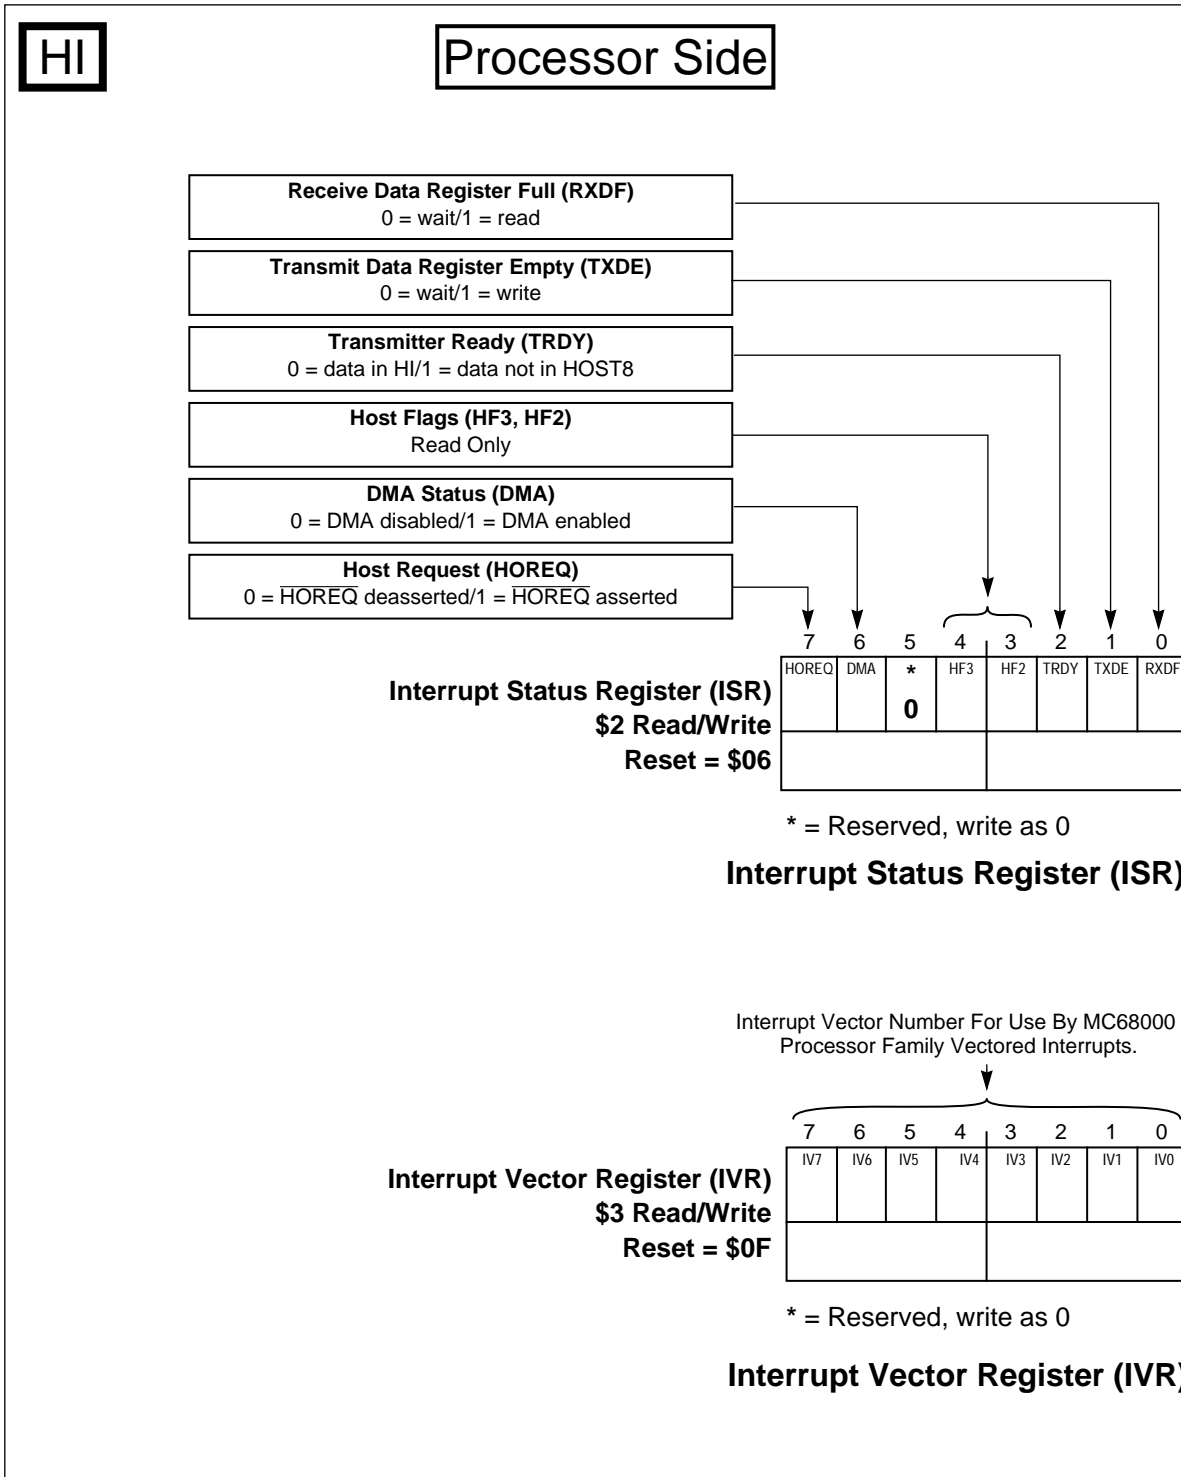 HI
Processor Side
Receive Data Register Full (RXDF)
0 = wait/1 = read
Transmit Data Register Empty (TXDE)
0 = wait/1 = write
Transmitter Ready (TRDY)
0 = data in HI/1 = data not in HOST8
Host Flags (HF3, HF2)
Read Only
DMA Status (DMA)
0 = DMA disabled/1 = DMA enabled
Host Request (HOREQ)
0 = HOREQ deasserted/1 = HOREQ asserted
7 6 5 4 3 2 1 0
HOREQ DMA * HF3 HF2 TRDY TXDE RXDF
0
Interrupt Status Register (ISR)
$2 Read/Write
Reset = $06
* = Reserved, write as 0
Interrupt Status Register (ISR)
Interrupt Vector Number For Use By MC68000
Processor Family Vectored Interrupts.
7 6 5 4 3 2 1 0
IV7 IV6 IV5 IV4 IV3 IV2 IV1 IV0
Interrupt Vector Register (IVR)
$3 Read/Write
Reset = $0F
* = Reserved, write as 0
Interrupt Vector Register (IVR)